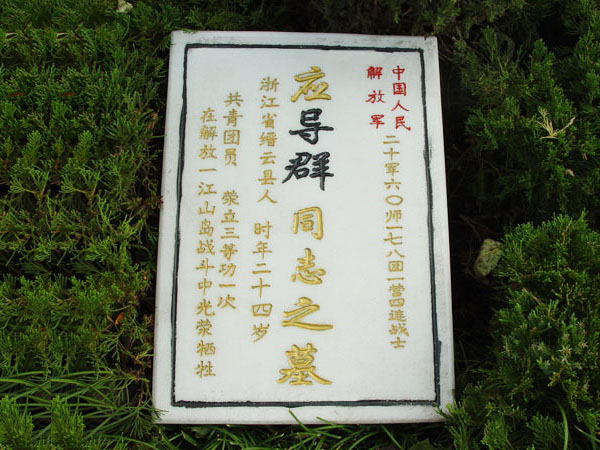 中国人民
解放军
二十军六〇师一七八团一营四连战士
应导群同志之墓
浙江省缙云县人 时年二十四岁
共青团员 荣立三等功一次
在解放一江山岛战斗中光荣牺牲